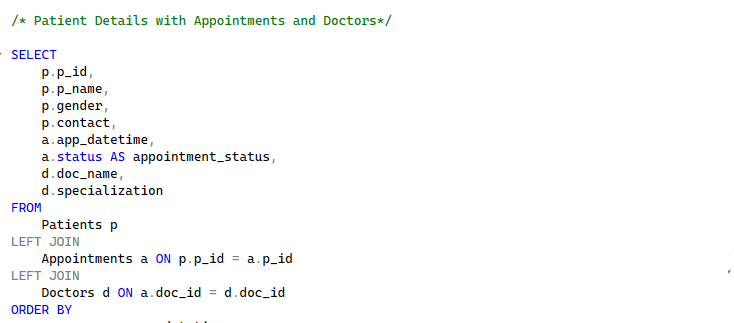 /* Patient Details with Appointments and Doctors*/
SELECT
p.p_id,
p.p_name,
p.gender,
p.contact,
a.app_datetime,
a.status AS appointment_status,
d.doc_name,
d.specialization
FROM
Patients p
LEFT JOIN
Appointments a ON p.p_id = a.p_id
LEFT JOIN
Doctors d ON a.doc_id = d.doc_id
ORDER BY